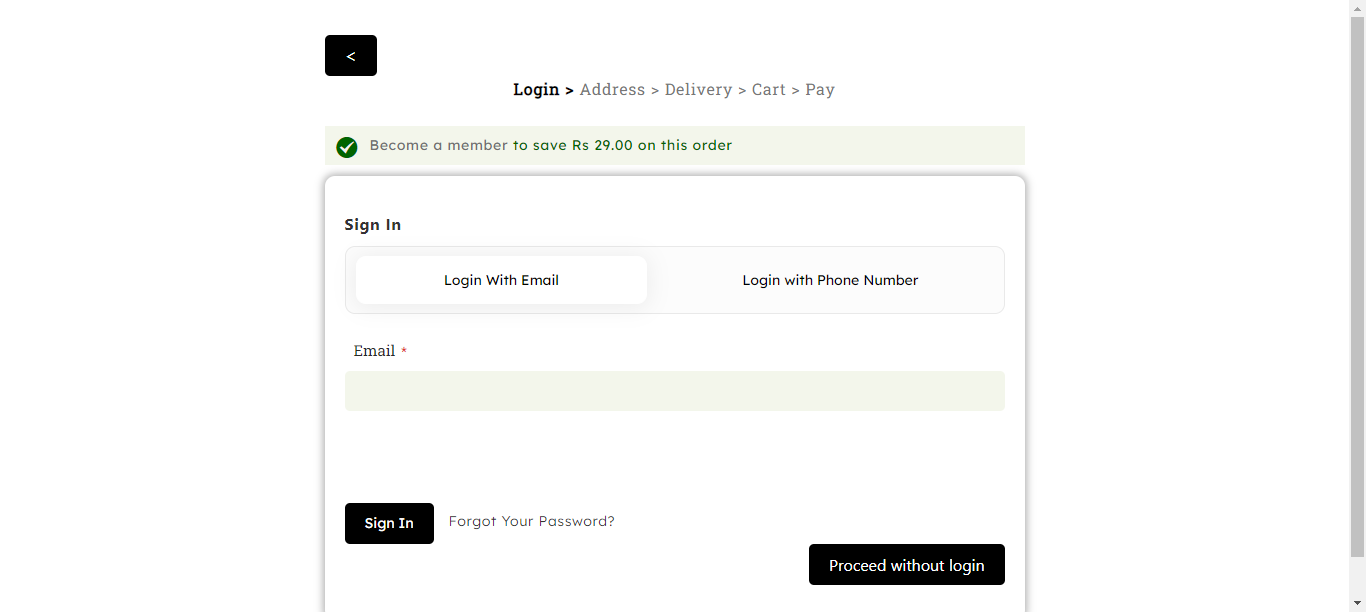 <
Login > Address > Delivery > Cart > Pay
Become a member to save Rs 29.00 on this order
Sign In
Login With Email
Login with Phone Number
Email *
Sign In
Forgot Your Password?
Proceed without login